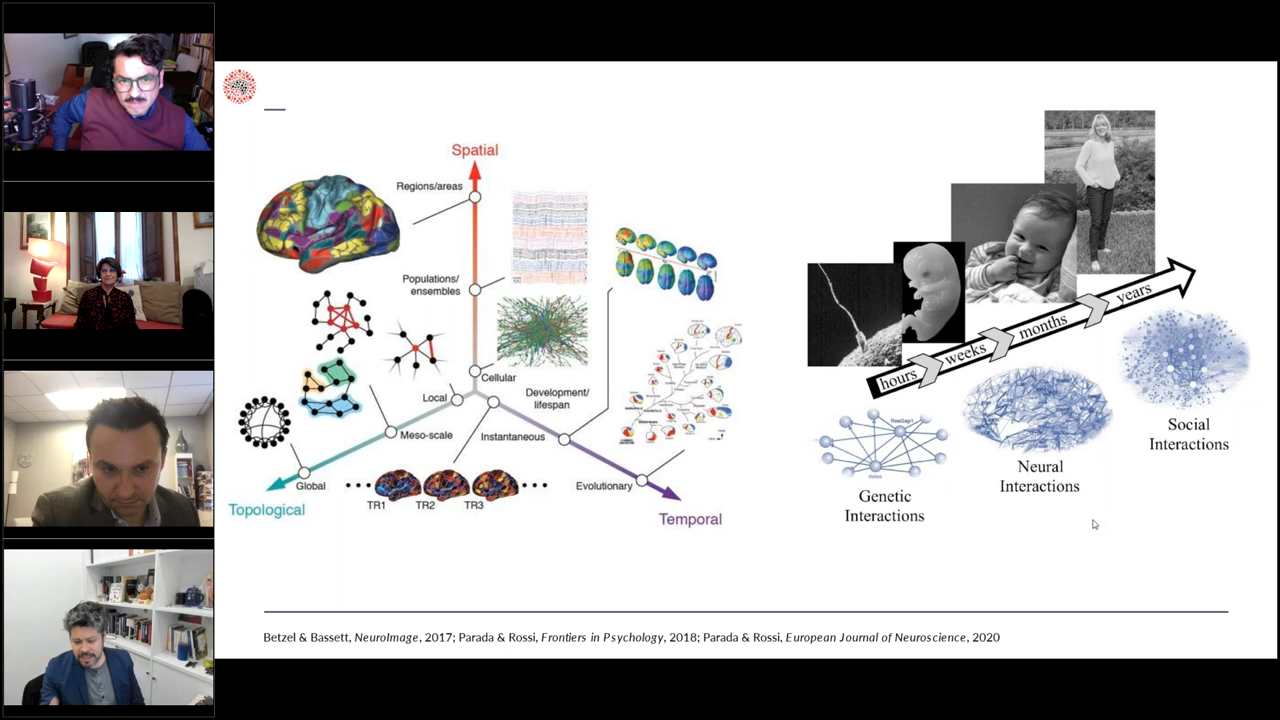 Spatial
Regions/areas
Populations/
ensembles
Cellular
Local
Development/
lifespan
Meso-scale
Instantaneous
Global
Evolutionary
TR1
TR2
TR3
Topological
Temporal
hours
weeks
months
years
Genetic
Interactions
Neural
Interactions
Social
Interactions
Betzel & Bassett, NeuroImage, 2017; Parada & Rossi, Frontiers in Psychology, 2018; Parada & Rossi, European Journal of Neuroscience, 2020